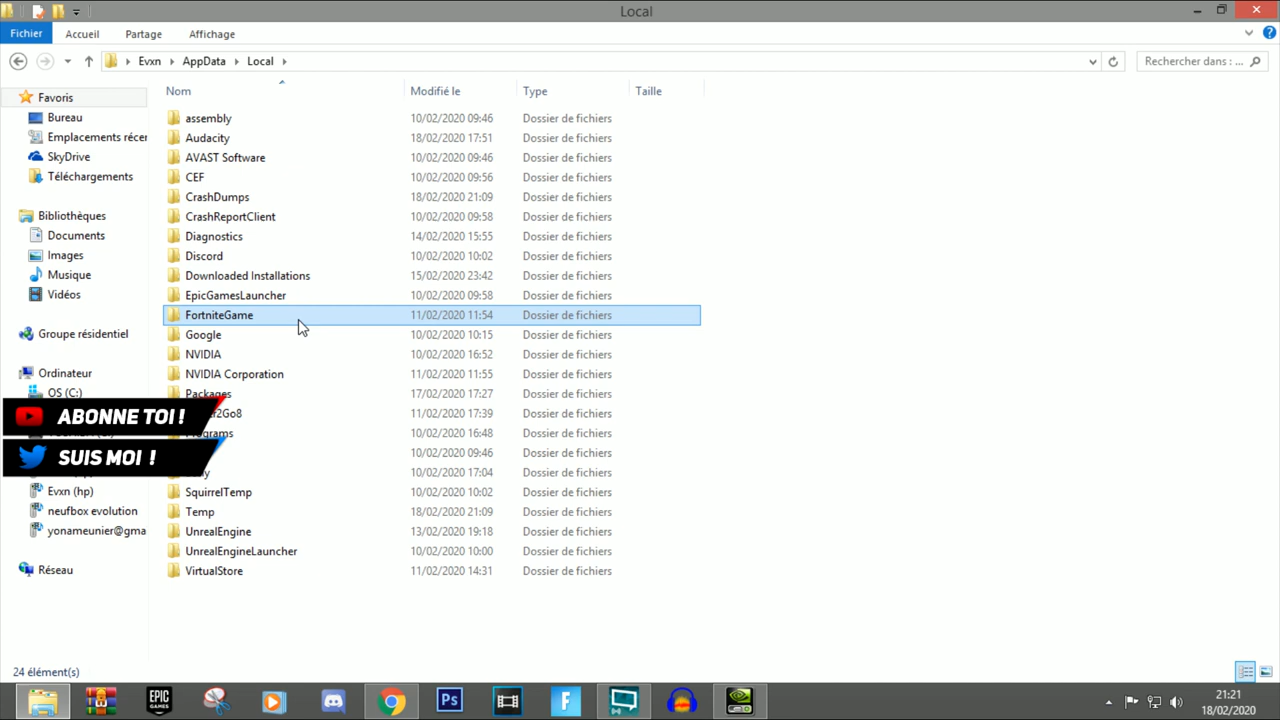 Local
Fichier Accueil Partage Affichage
Evxn AppData Local Rechercher dans : ...
Nom Modifié le Type Taille
Favoris
Bureau
Emplacements récer
SkyDrive
Téléchargements
Bibliothèques
Documents
Images
Musique
Vidéos
Groupe résidentiel
Ordinateur
OS (C:)
ABONNE TOI !
SUIS MOI !
Evxn (hp)
neufbox evolution
yonameunier@gma
Réseau
assembly 10/02/2020 09:46 Dossier de fichiers
Audacity 18/02/2020 17:51 Dossier de fichiers
AVAST Software 10/02/2020 09:46 Dossier de fichiers
CEF 10/02/2020 09:56 Dossier de fichiers
CrashDumps 18/02/2020 21:09 Dossier de fichiers
CrashReportClient 10/02/2020 09:58 Dossier de fichiers
Diagnostics 14/02/2020 15:55 Dossier de fichiers
Discord 10/02/2020 10:02 Dossier de fichiers
Downloaded Installations 15/02/2020 23:42 Dossier de fichiers
EpicGamesLauncher 10/02/2020 09:58 Dossier de fichiers
FortniteGame 11/02/2020 11:54 Dossier de fichiers
Google 10/02/2020 10:15 Dossier de fichiers
NVIDIA 10/02/2020 16:52 Dossier de fichiers
NVIDIA Corporation 11/02/2020 11:55 Dossier de fichiers
Packages 17/02/2020 17:27 Dossier de fichiers
2Go8 11/02/2020 17:39 Dossier de fichiers
Programs 10/02/2020 16:48 Dossier de fichiers
10/02/2020 09:46 Dossier de fichiers
10/02/2020 17:04 Dossier de fichiers
SquirrelTemp 10/02/2020 10:02 Dossier de fichiers
Temp 18/02/2020 21:09 Dossier de fichiers
UnrealEngine 13/02/2020 19:18 Dossier de fichiers
UnrealEngineLauncher 10/02/2020 10:00 Dossier de fichiers
VirtualStore 11/02/2020 14:31 Dossier de fichiers
24 élément(s)
EPIC GAMES
Ps
21:21
18/02/2020